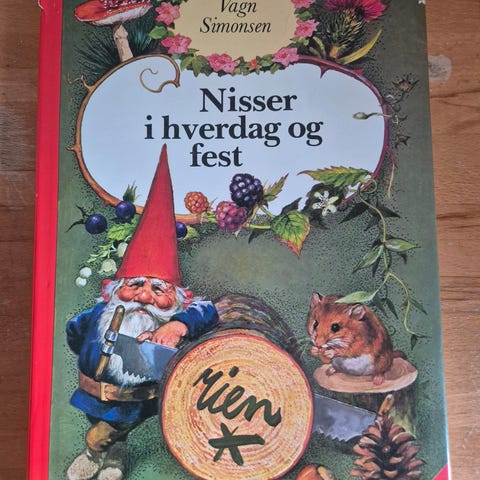 Vagn
Simonsen
Nisser
i hverdag og
fest
rien